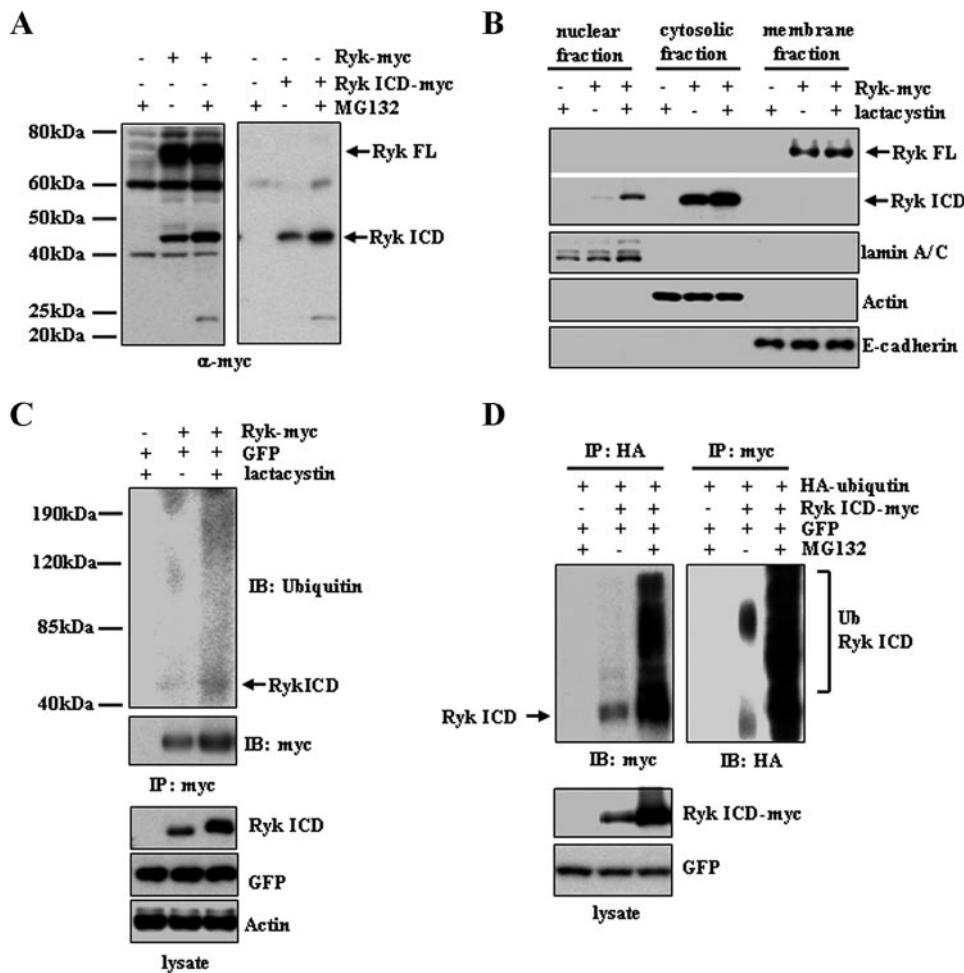 A
- + + Ryk-myc
- + + Ryk ICD-myc
+ - + + - + MG132
80kDa
60kDa
50kDa
40kDa
25kDa
20kDa
Ryk FL
Ryk ICD
α-myc
B
nuclear fraction
cytosolic fraction
membrane fraction
- + + - + + - + + Ryk-myc
+ - + + - + + - + lactacystin
Ryk FL
Ryk ICD
lamin A/C
Actin
E-cadherin
C
- + + Ryk-myc
+ + + GFP
+ - + lactacystin
190kDa
120kDa
85kDa
40kDa
IB: Ubiquitin
RykICD
IB: myc
IP: myc
Ryk ICD
GFP
Actin
lysate
D
IP: HA
IP: myc
+ + + + + + HA-ubiqutin
- + + - + + Ryk ICD-myc
+ + + + + + GFP
+ - + + - + MG132
Ub
Ryk ICD
Ryk ICD
IB: myc
IB: HA
Ryk ICD-myc
GFP
lysate